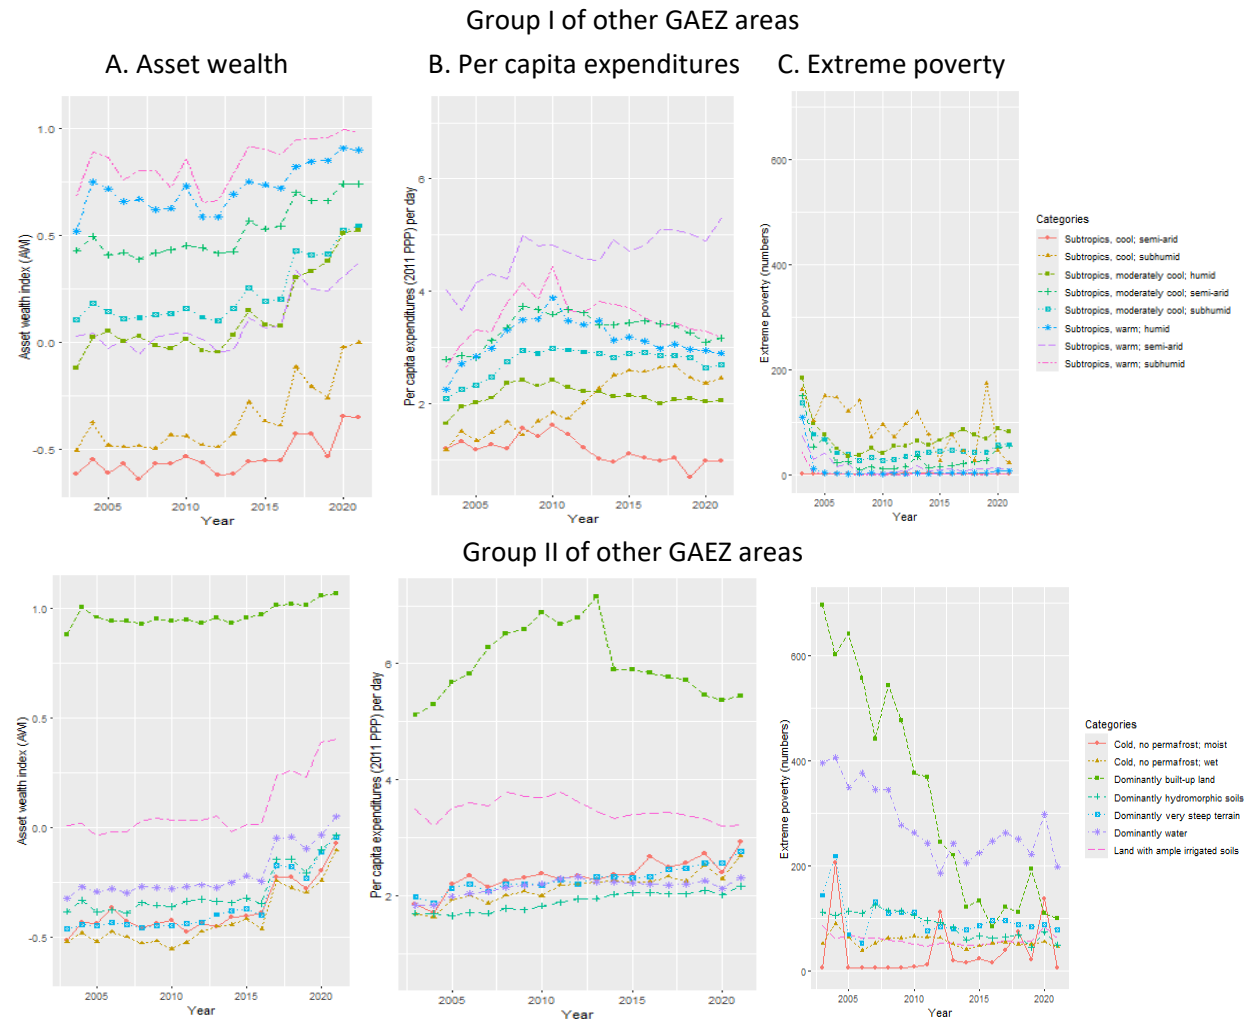 Group I of other GAEZ areas
A. Asset wealth
B. Per capita expenditures
C. Extreme poverty
1.0
0.5
0.0
-0.5
Asset wealth index (AWI)
2005
2010
2015
2020
Year
6
4
2
Per capita expenditures (2011 PPP) per day
2005
2010
2015
2020
Year
600
400
200
0
Extreme poverty (numbers)
2005
2010
2015
2020
Year
Categories
Subtropics, cool; semi-arid
Subtropics, cool; subhumid
Subtropics, moderately cool; humid
Subtropics, moderately cool; semi-arid
Subtropics, moderately cool; subhumid
Subtropics, warm; humid
Subtropics, warm; semi-arid
Subtropics, warm; subhumid
Group II of other GAEZ areas
1.0
0.5
0.0
-0.5
Asset wealth index (AWI)
2005
2010
2015
2020
Year
6
4
2
Per capita expenditures (2011 PPP) per day
2005
2010
2015
2020
Year
600
400
200
0
Extreme poverty (numbers)
2005
2010
2015
2020
Year
Categories
Cold, no permafrost; moist
Cold, no permafrost; wet
Dominantly built-up land
Dominantly hydromorphic soils
Dominantly very steep terrain
Dominantly water
Land with ample irrigated soils